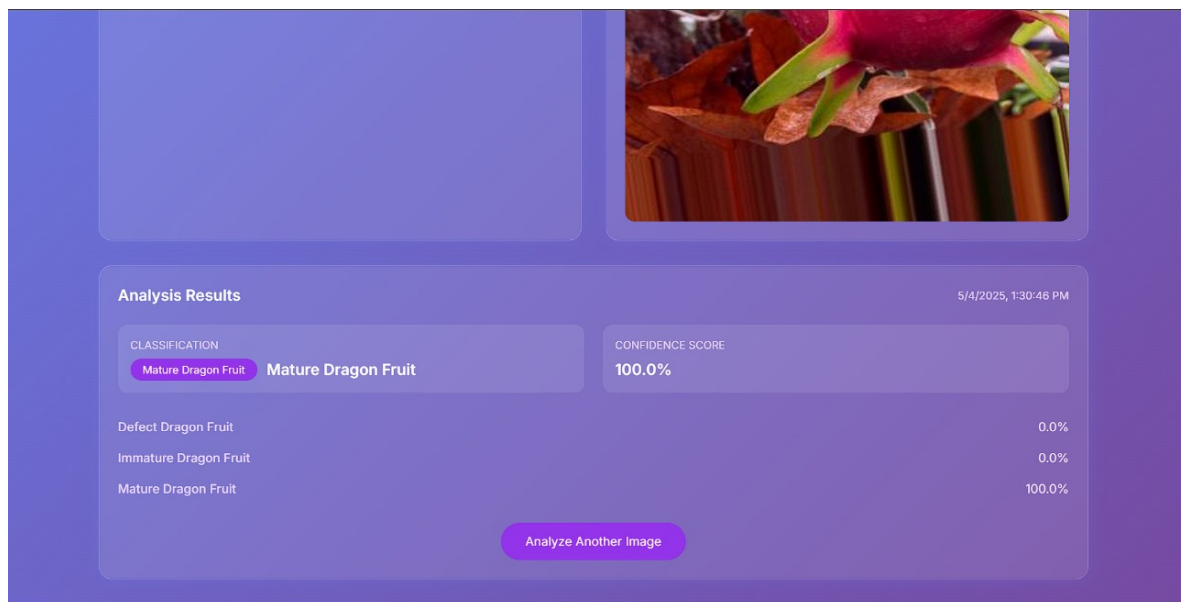 Analysis Results
5/4/2025, 1:30:46 PM
CLASSIFICATION
Mature Dragon Fruit Mature Dragon Fruit
CONFIDENCE SCORE
100.0%
Defect Dragon Fruit 0.0%
Immature Dragon Fruit 0.0%
Mature Dragon Fruit 100.0%
Analyze Another Image